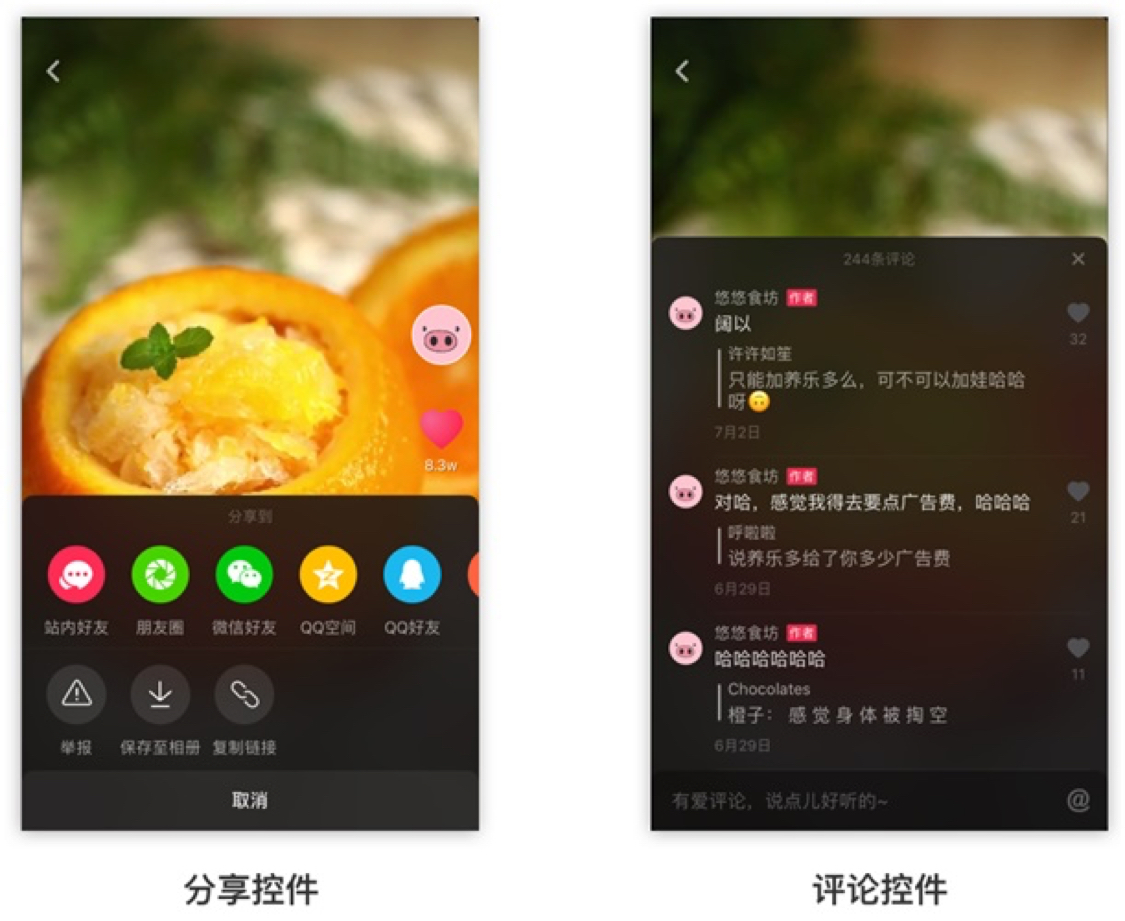 8.3w
分享到
站内好友 朋友圈 微信好友 QQ空间 QQ好友
举报 保存至相册 复制链接
取消
分享控件
244条评论
悠悠食坊 作者
阔以
32
许许如笙
只能加养乐多么，可不可以加娃哈哈
呀🙃
7月2日
悠悠食坊 作者
对哈，感觉我得去要点广告费，哈哈哈
21
呼啦啦
说养乐多给了你多少广告费
6月29日
悠悠食坊 作者
哈哈哈哈哈哈
11
Chocolates
橙子： 感 觉 身 体 被 掏 空
6月29日
有爱评论，说点儿好听的~ @
评论控件